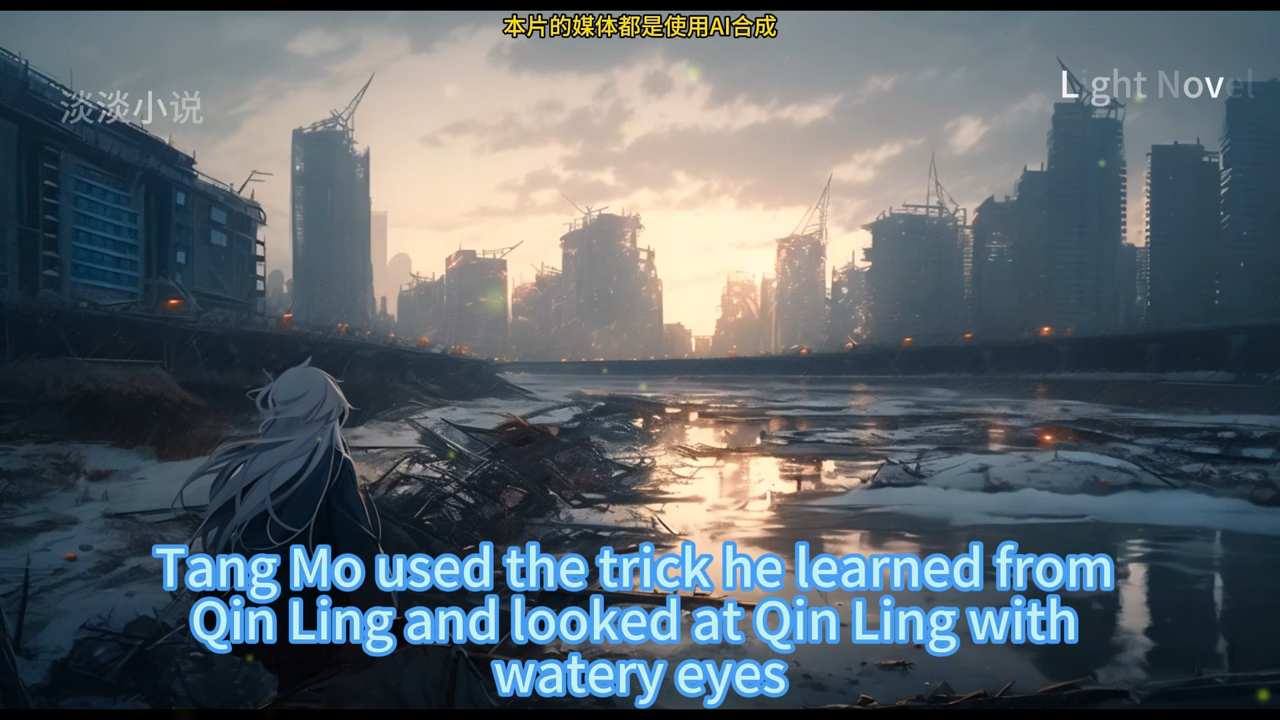 本片的媒体都是使用AI合成
淡淡小说
Light Novel
Tang Mo used the trick he learned from
Qin Ling and looked at Qin Ling with
watery eyes